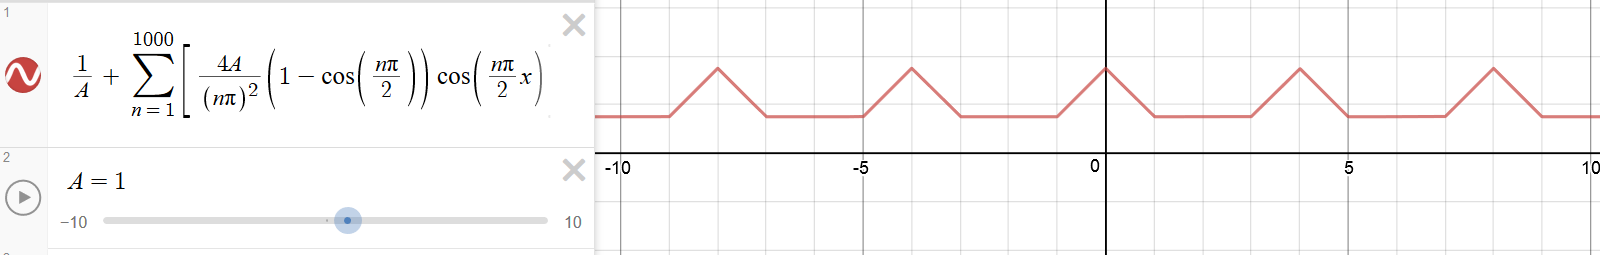 1
1/A + ∑_{n=1}^{1000} [ 4A/(nπ)² (1 − cos(nπ/2)) cos(nπ/2 x)
2
A = 1
−10 10
-10 -5 0 5 10